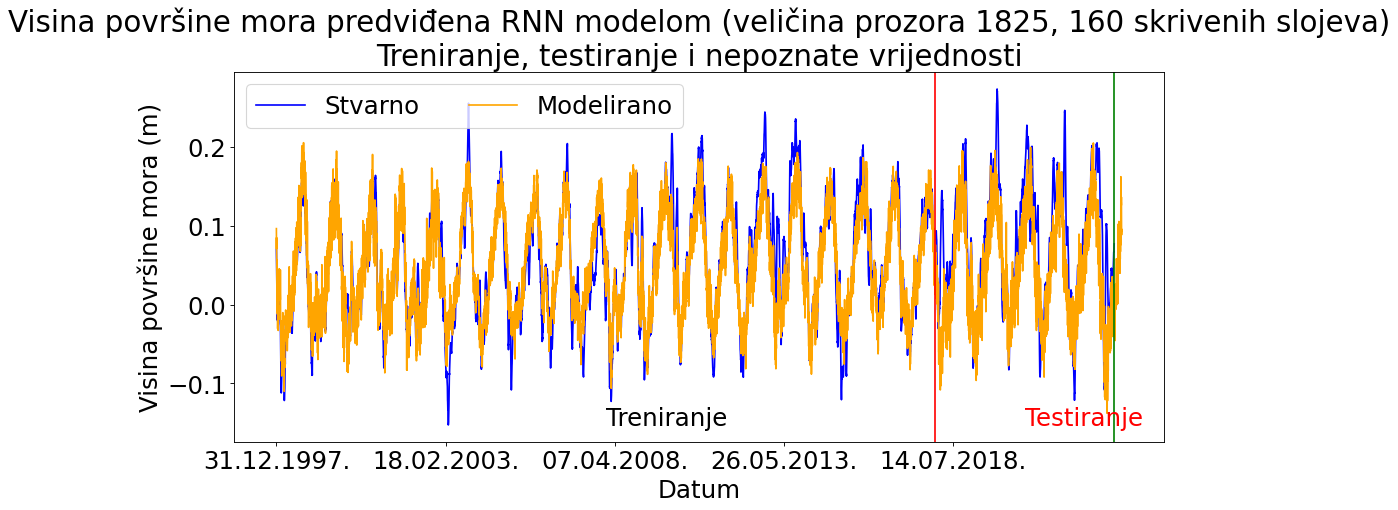 Visina površine mora predviđena RNN modelom (veličina prozora 1825, 160 skrivenih slojeva)
Treniranje, testiranje i nepoznate vrijednosti
Stvarno Modelirano
Visina površine mora (m)
0.2
0.1
0.0
−0.1
Treniranje Testiranje
31.12.1997. 18.02.2003. 07.04.2008. 26.05.2013. 14.07.2018.
Datum